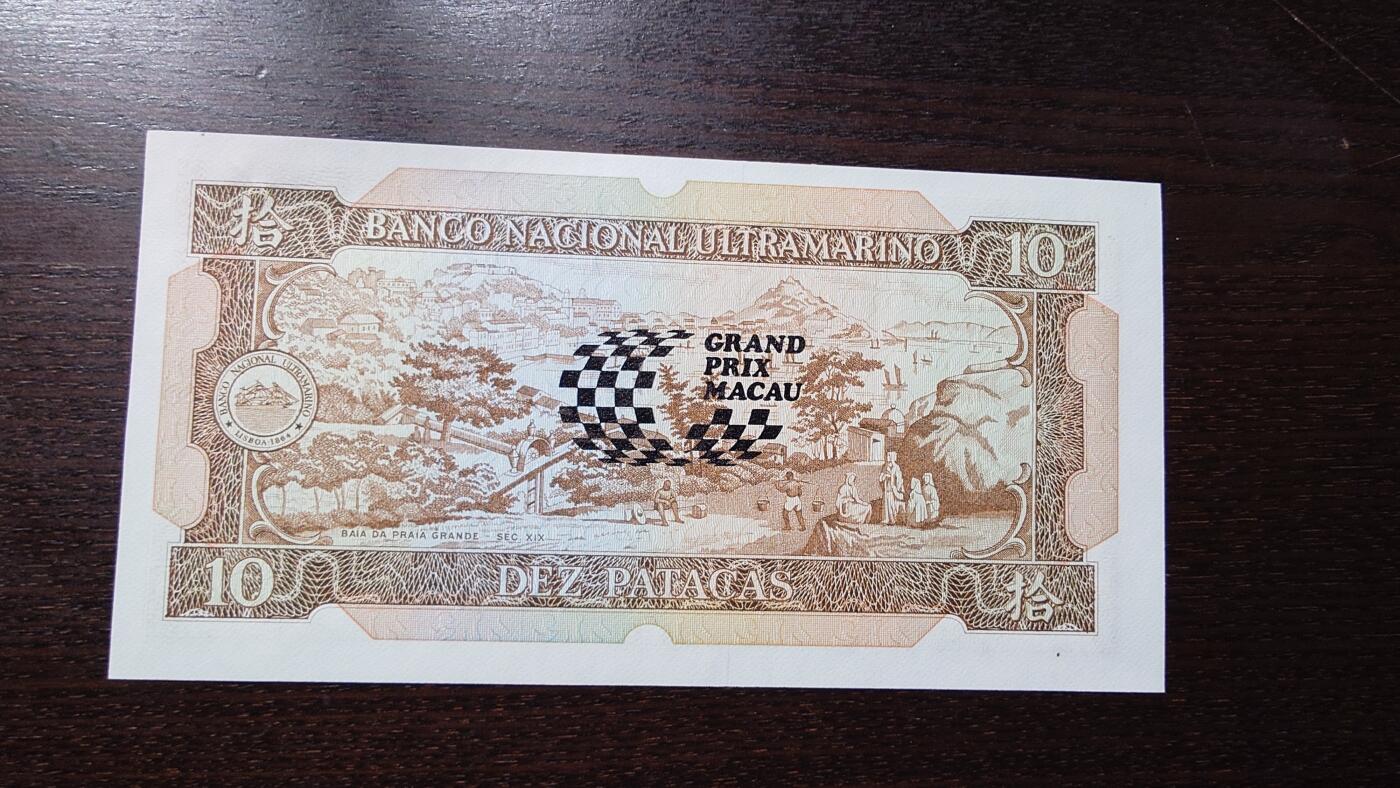 拾 BANCO NACIONAL ULTRAMARINO 10
GRAND
PRIX
MACAU
BANCO NACIONAL ULTRAMARINO
★ LISBOA·1864 ★
BAIA DA PRAIA GRANDE - SÉC. XIX
10 DEZ PATACAS 拾